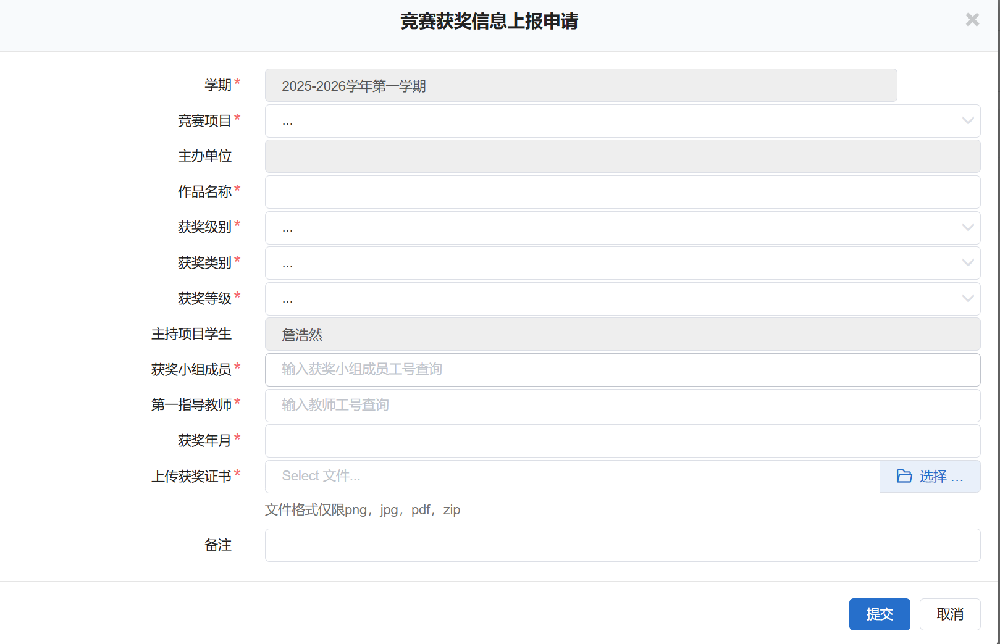 竞赛获奖信息上报申请
学期* 2025-2026学年第一学期
竞赛项目* ...
主办单位
作品名称*
获奖级别* ...
获奖类别* ...
获奖等级* ...
主持项目学生 詹浩然
获奖小组成员* 输入获奖小组成员工号查询
第一指导教师* 输入教师工号查询
获奖年月*
上传获奖证书* Select 文件... 选择 ...
文件格式仅限png，jpg，pdf，zip
备注
提交 取消